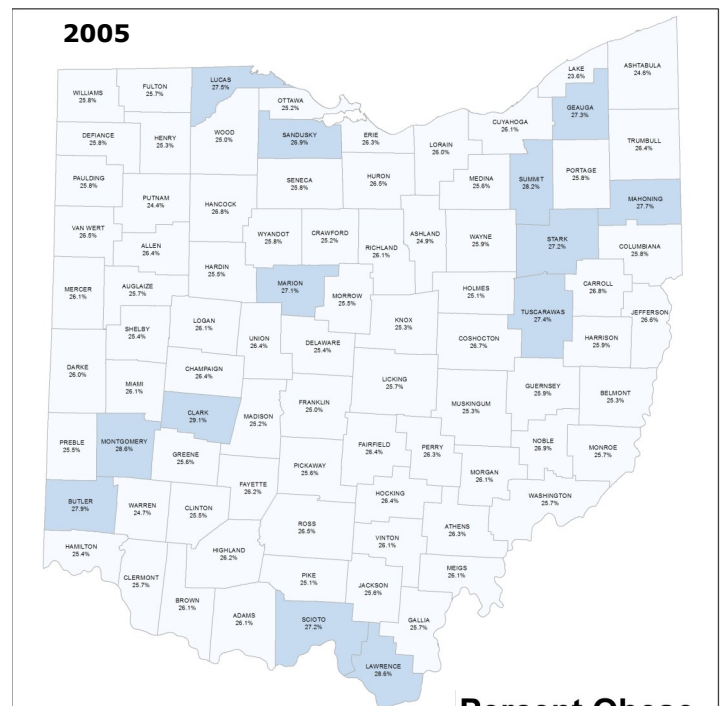 2005
LAKE
23.6%
ASHTABULA
24.6%
LUCAS
27.5%
FULTON
25.7%
WILLIAMS
25.8%
OTTAWA
25.2%
GEAUGA
27.3%
CUYAHOGA
26.1%
DEFIANCE
25.8%
HENRY
25.3%
WOOD
25.0%
SANDUSKY
26.9%
ERIE
26.3%
LORAIN
26.0%
TRUMBULL
26.4%
PAULDING
25.8%
PUTNAM
24.4%
HANCOCK
26.8%
SENECA
25.8%
HURON
26.5%
MEDINA
25.6%
SUMMIT
28.2%
PORTAGE
25.8%
MAHONING
27.7%
VAN WERT
26.5%
ALLEN
26.4%
WYANDOT
25.8%
CRAWFORD
25.2%
RICHLAND
26.1%
ASHLAND
24.9%
WAYNE
25.9%
STARK
27.2%
COLUMBIANA
25.8%
MERCER
26.1%
AUGLAIZE
25.7%
HARDIN
25.5%
MARION
27.1%
MORROW
25.5%
HOLMES
25.1%
CARROLL
26.8%
TUSCARAWAS
27.4%
JEFFERSON
26.6%
SHELBY
25.4%
LOGAN
26.1%
UNION
26.4%
DELAWARE
25.4%
KNOX
25.3%
COSHOCTON
26.7%
HARRISON
25.9%
DARKE
26.0%
MIAMI
26.1%
CHAMPAIGN
26.4%
LICKING
25.7%
GUERNSEY
25.9%
BELMONT
25.3%
CLARK
29.1%
MADISON
25.2%
FRANKLIN
25.0%
MUSKINGUM
25.3%
PREBLE
25.5%
MONTGOMERY
28.6%
GREENE
25.6%
FAIRFIELD
26.4%
PERRY
26.3%
NOBLE
26.9%
MONROE
25.7%
PICKAWAY
25.6%
MORGAN
26.1%
FAYETTE
26.2%
BUTLER
27.9%
WARREN
24.7%
CLINTON
25.5%
HOCKING
26.4%
WASHINGTON
25.7%
ROSS
26.5%
ATHENS
26.3%
VINTON
26.1%
HAMILTON
25.4%
HIGHLAND
26.2%
CLERMONT
25.7%
PIKE
25.1%
JACKSON
25.6%
MEIGS
26.1%
BROWN
26.1%
ADAMS
26.1%
SCIOTO
27.2%
GALLIA
25.7%
LAWRENCE
28.6%
Percent Obese